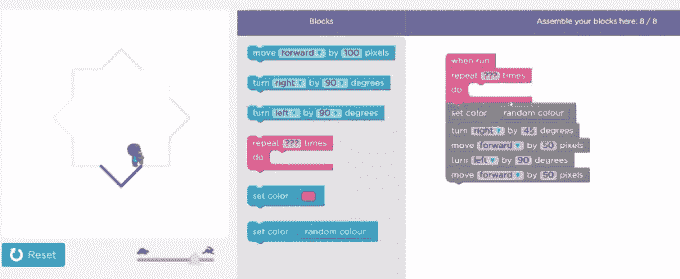 Blocks
Assemble your blocks here: 8 / 8
move forward by 100 pixels
turn right by 90 degrees
turn left by 90 degrees
repeat ??? times
do
set color
set color random colour
when run
repeat ??? times
do
set color random colour
turn right by 45 degrees
move forward by 50 pixels
turn left by 90 degrees
move forward by 50 pixels
Reset